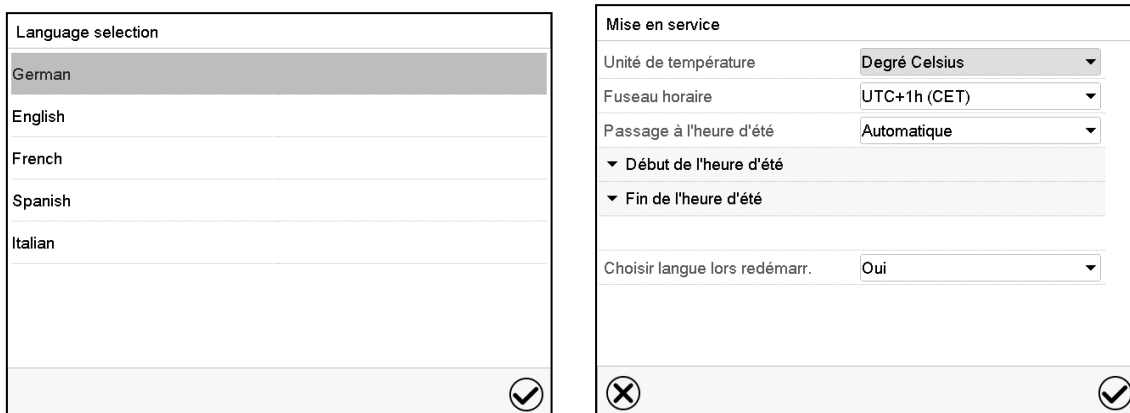 Language selection
German
English
French
Spanish
Italian
Mise en service
Unité de température Degré Celsius
Fuseau horaire UTC+1h (CET)
Passage à l'heure d'été Automatique
Début de l'heure d'été
Fin de l'heure d'été
Choisir langue lors redémarr. Oui